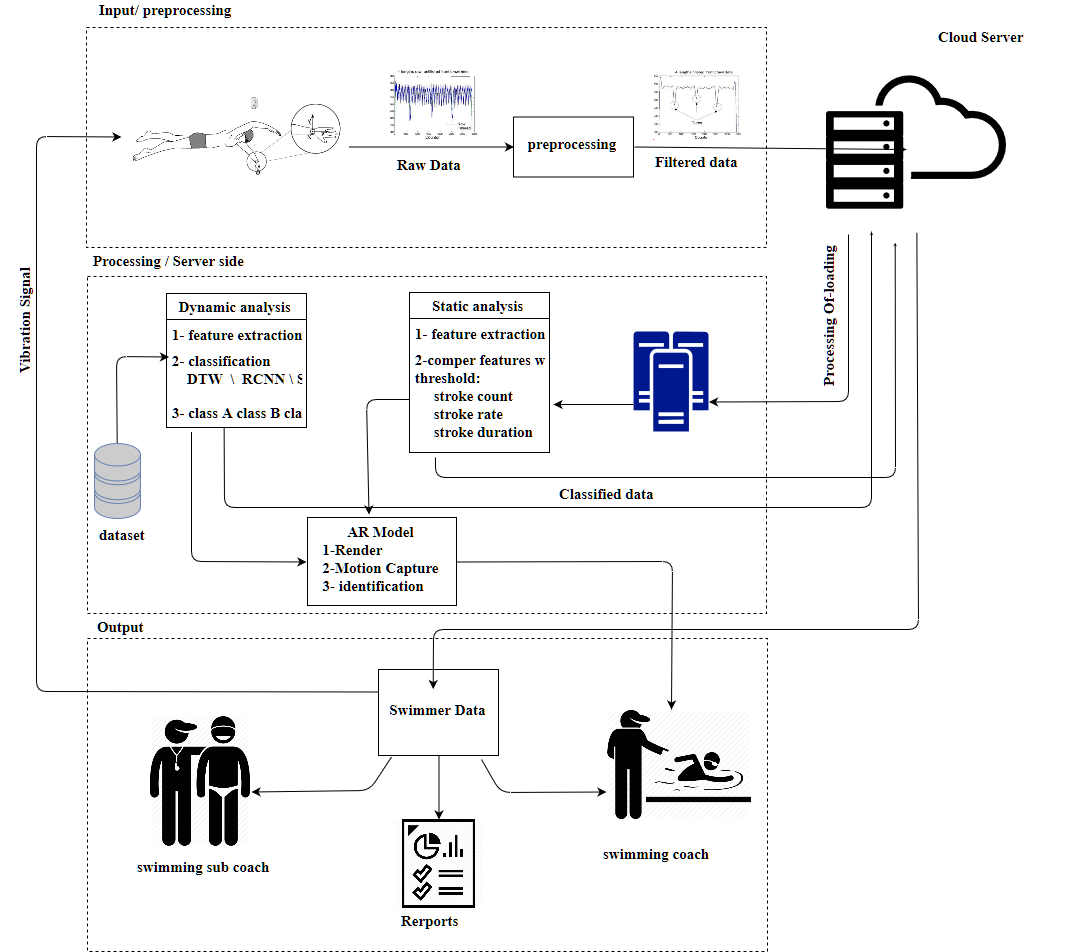 Input/ preprocessing
Cloud Server
Raw Data
preprocessing
Filtered data
Processing / Server side
Vibration Signal
Processing Of-loading
Dynamic analysis
1- feature extraction
2- classification
DTW \ RCNN \ S
3- class A class B cla
Static analysis
1- feature extraction
2-comper features w
threshold:
stroke count
stroke rate
stroke duration
Classified data
dataset
AR Model
1-Render
2-Motion Capture
3- identification
Output
Swimmer Data
swimming sub coach
swimming coach
Rerports